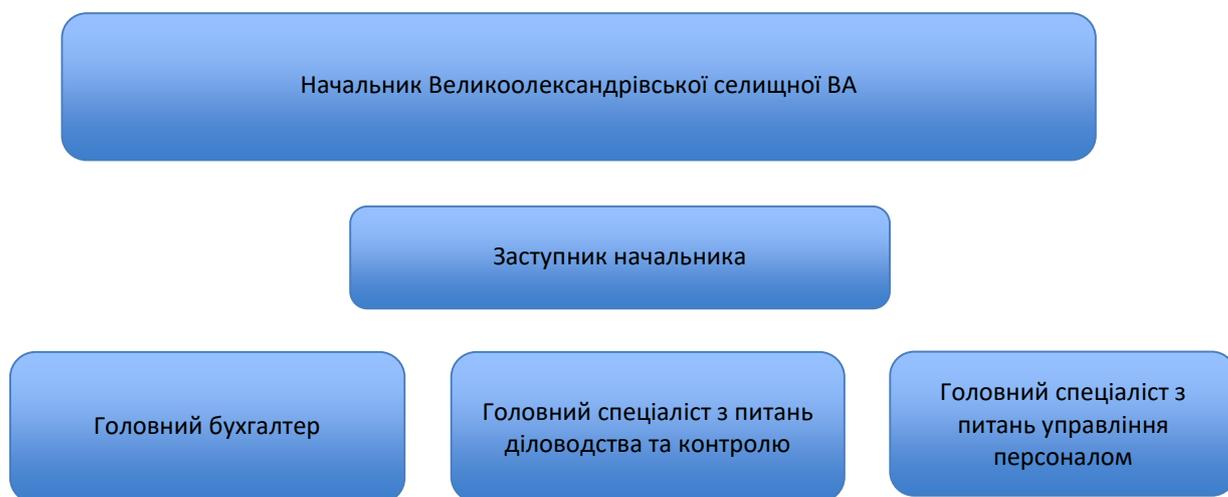 Начальник Великоолександрівської селищної ВА
Заступник начальника
Головний бухгалтер
Головний спеціаліст з питань
діловодства та контролю
Головний спеціаліст з
питань управління
персоналом